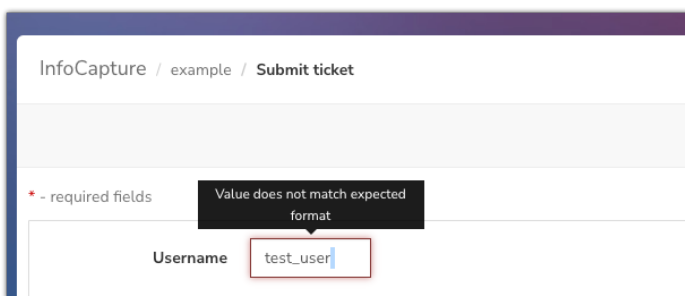 InfoCapture / example / Submit ticket
* - required fields
Value does not match expected
format
Username test_user